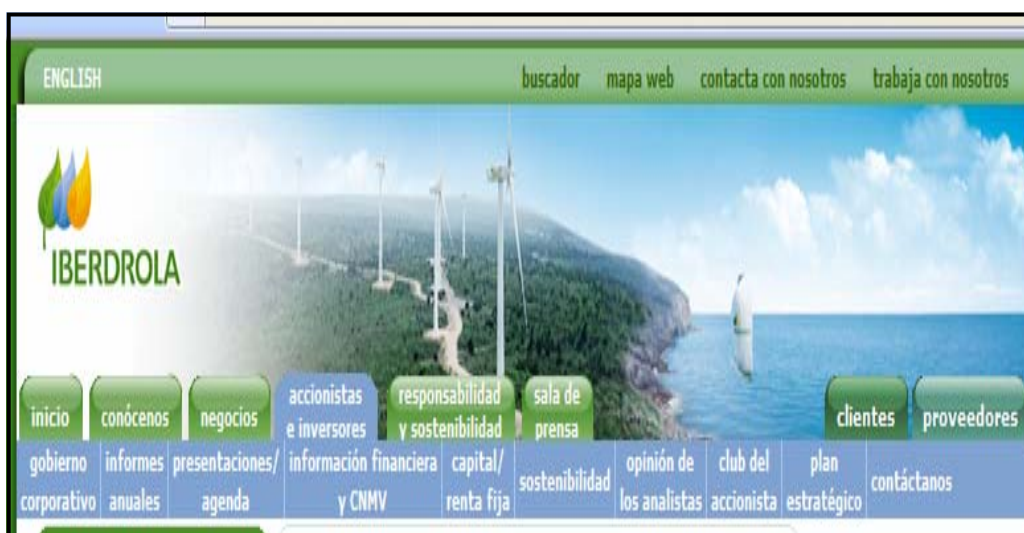 ENGLISH buscador mapa web contacta con nosotros trabaja con nosotros
IBERDROLA
inicio conócenos negocios accionistas e inversores responsabilidad y sostenibilidad sala de prensa clientes proveedores
gobierno corporativo informes anuales presentaciones/ agenda información financiera y CNMV capital/ renta fija sostenibilidad opinión de los analistas club del accionista plan estratégico contáctanos